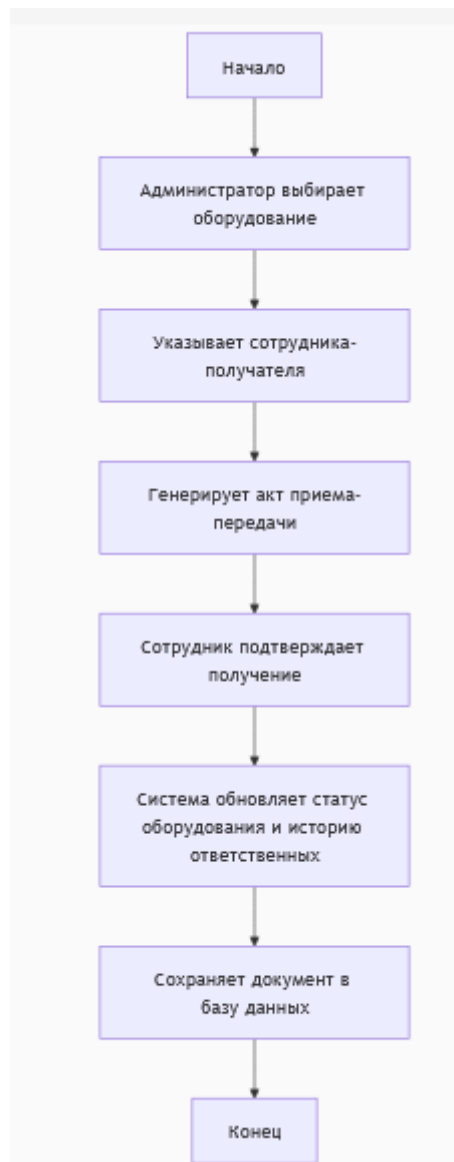 Начало
Администратор выбирает
оборудование
Указывает сотрудника-
получателя
Генерирует акт приема-
передачи
Сотрудник подтверждает
получение
Система обновляет статус
оборудования и историю
ответственных
Сохраняет документ в
базу данных
Конец